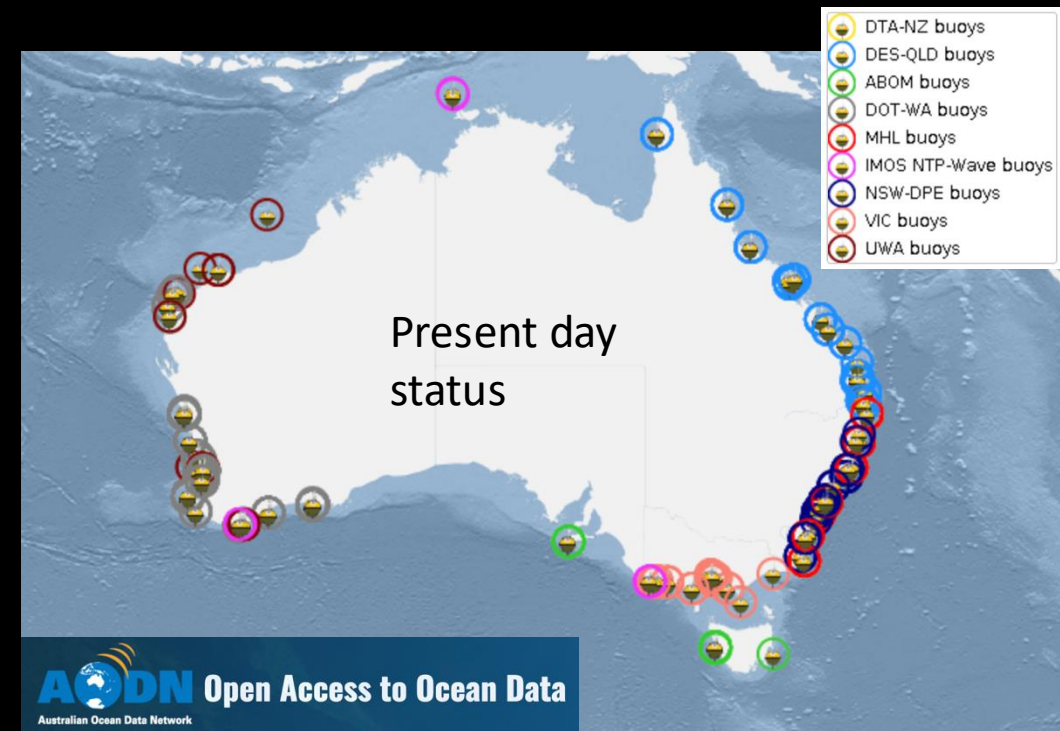 DTA-NZ buoys
DES-QLD buoys
ABOM buoys
DOT-WA buoys
MHL buoys
IMOS NTP-Wave buoys
NSW-DPE buoys
VIC buoys
UWA buoys
Present day
status
AODN
Australian Ocean Data Network
Open Access to Ocean Data